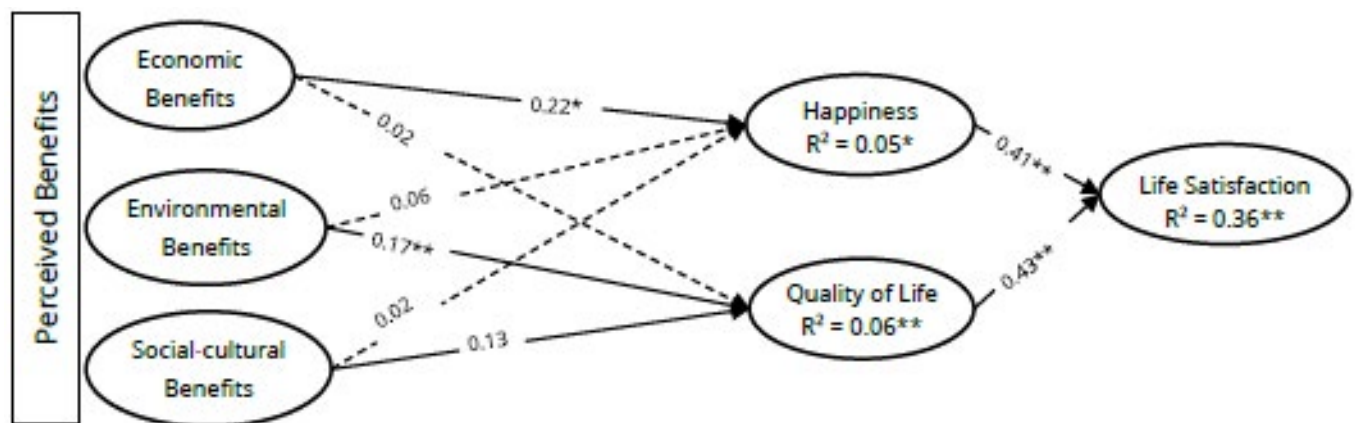 Perceived Benefits
Economic
Benefits
Environmental
Benefits
Social-cultural
Benefits
0.22*
0.02
0.06
0.17**
0.02
0.13
Happiness
R² = 0.05*
Quality of Life
R² = 0.06**
0.41**
0.43**
Life Satisfaction
R² = 0.36**